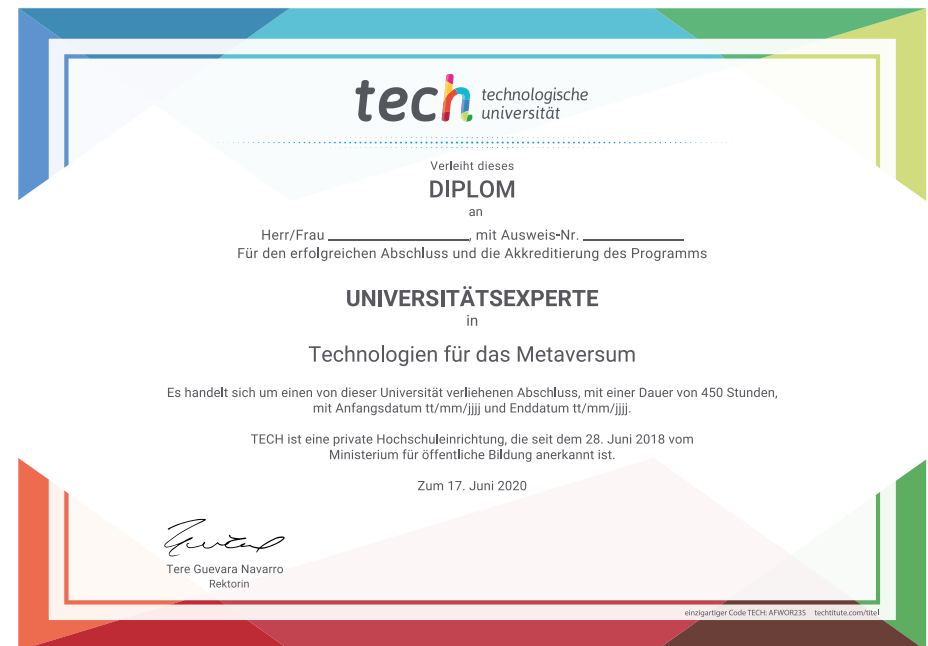 tech technologische
universität
Verleiht dieses
DIPLOM
an
Herr/Frau ____________________, mit Ausweis-Nr. ______________
Für den erfolgreichen Abschluss und die Akkreditierung des Programms
UNIVERSITÄTSEXPERTE
in
Technologien für das Metaversum
Es handelt sich um einen von dieser Universität verliehenen Abschluss, mit einer Dauer von 450 Stunden,
mit Anfangsdatum tt/mm/jjjj und Enddatum tt/mm/jjjj.
TECH ist eine private Hochschuleinrichtung, die seit dem 28. Juni 2018 vom
Ministerium für öffentliche Bildung anerkannt ist.
Zum 17. Juni 2020
Tere Guevara Navarro
Rektorin
einzigartiger Code TECH: AFWOR23S techtitute.com/titel